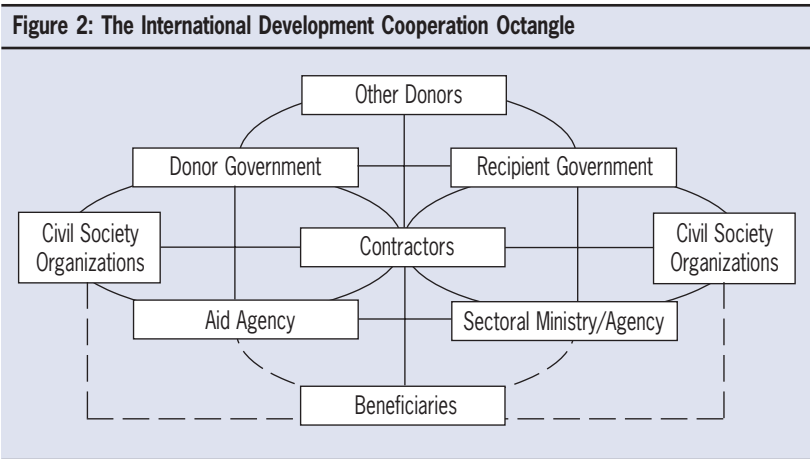 Figure 2: The International Development Cooperation Octangle
Other Donors
Donor Government
Recipient Government
Civil Society
Organizations
Contractors
Civil Society
Organizations
Aid Agency
Sectoral Ministry/Agency
Beneficiaries